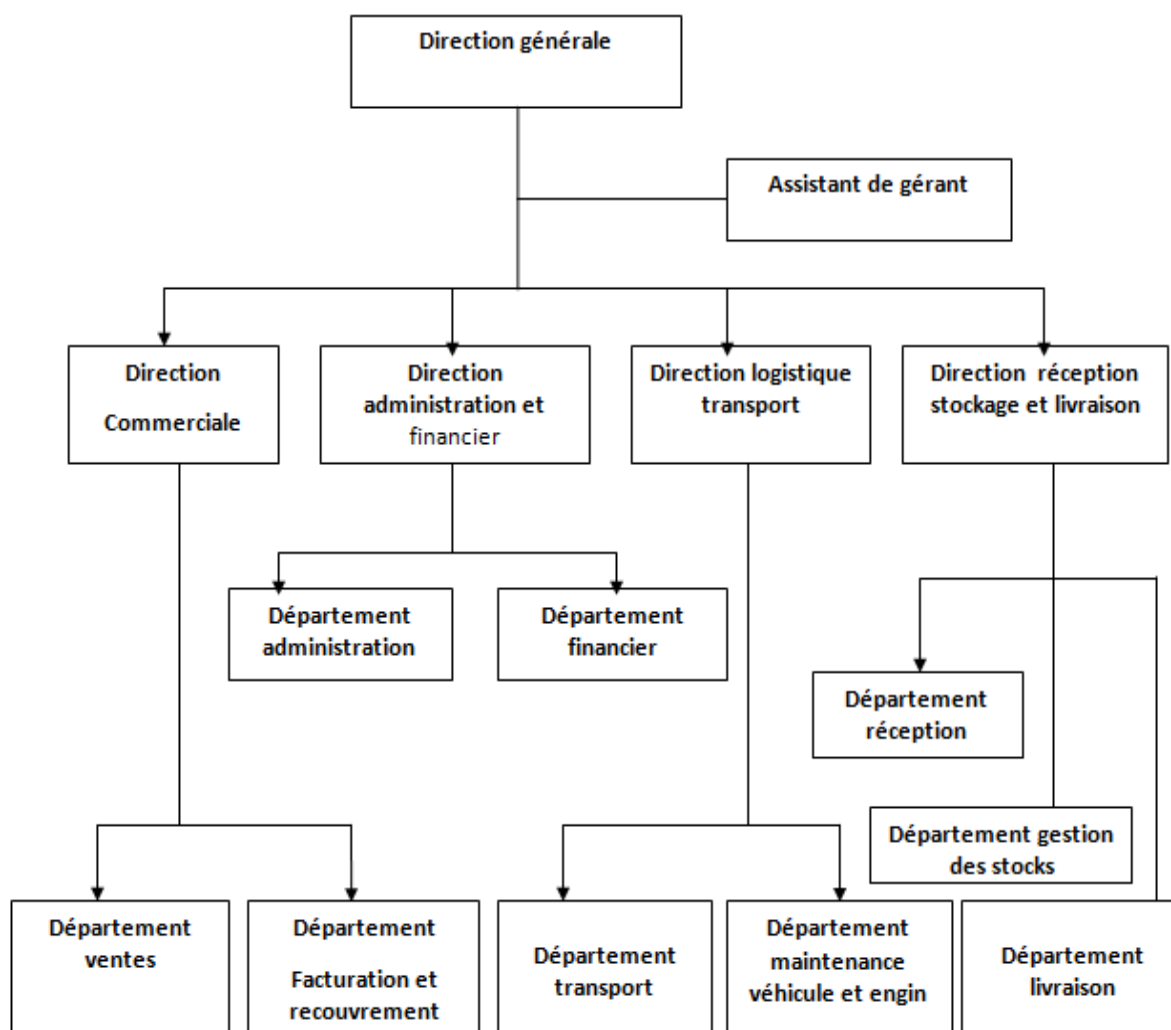 Direction générale
Assistant de gérant
Direction
Commerciale
Direction
administration et
financier
Direction logistique
transport
Direction réception
stockage et livraison
Département
administration
Département
financier
Département
réception
Département gestion
des stocks
Département
ventes
Département
Facturation et
recouvrement
Département
transport
Département
maintenance
véhicule et engin
Département
livraison